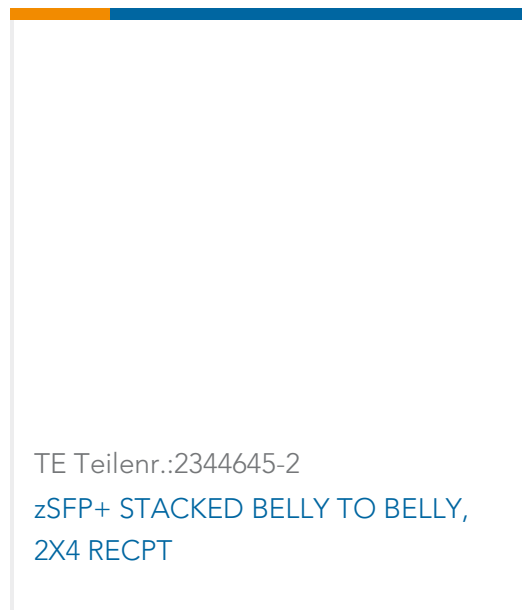 TE Teilenr.:2344645-2
zSFP+ STACKED BELLY TO BELLY,
2X4 RECPT